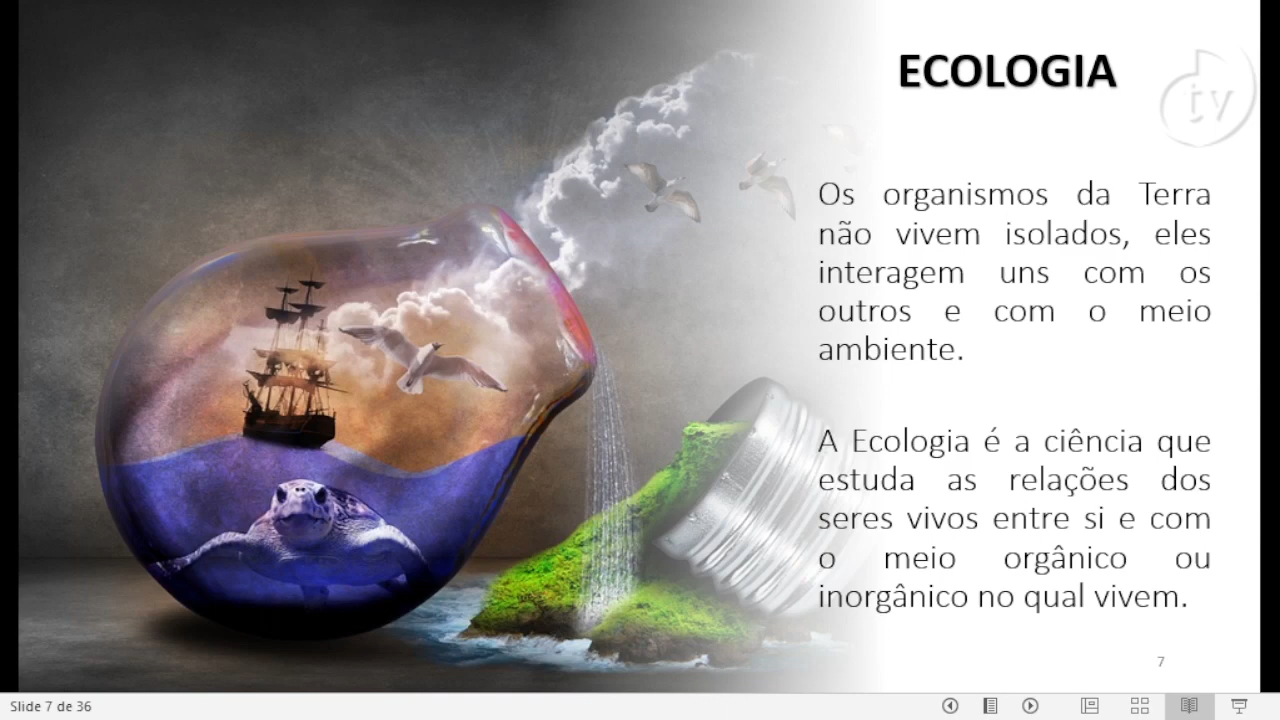 ECOLOGIA
tv
Os organismos da Terra
não vivem isolados, eles
interagem uns com os
outros e com o meio
ambiente.
A Ecologia é a ciência que
estuda as relações dos
seres vivos entre si e com
o meio orgânico ou
inorgânico no qual vivem.
7
Slide 7 de 36